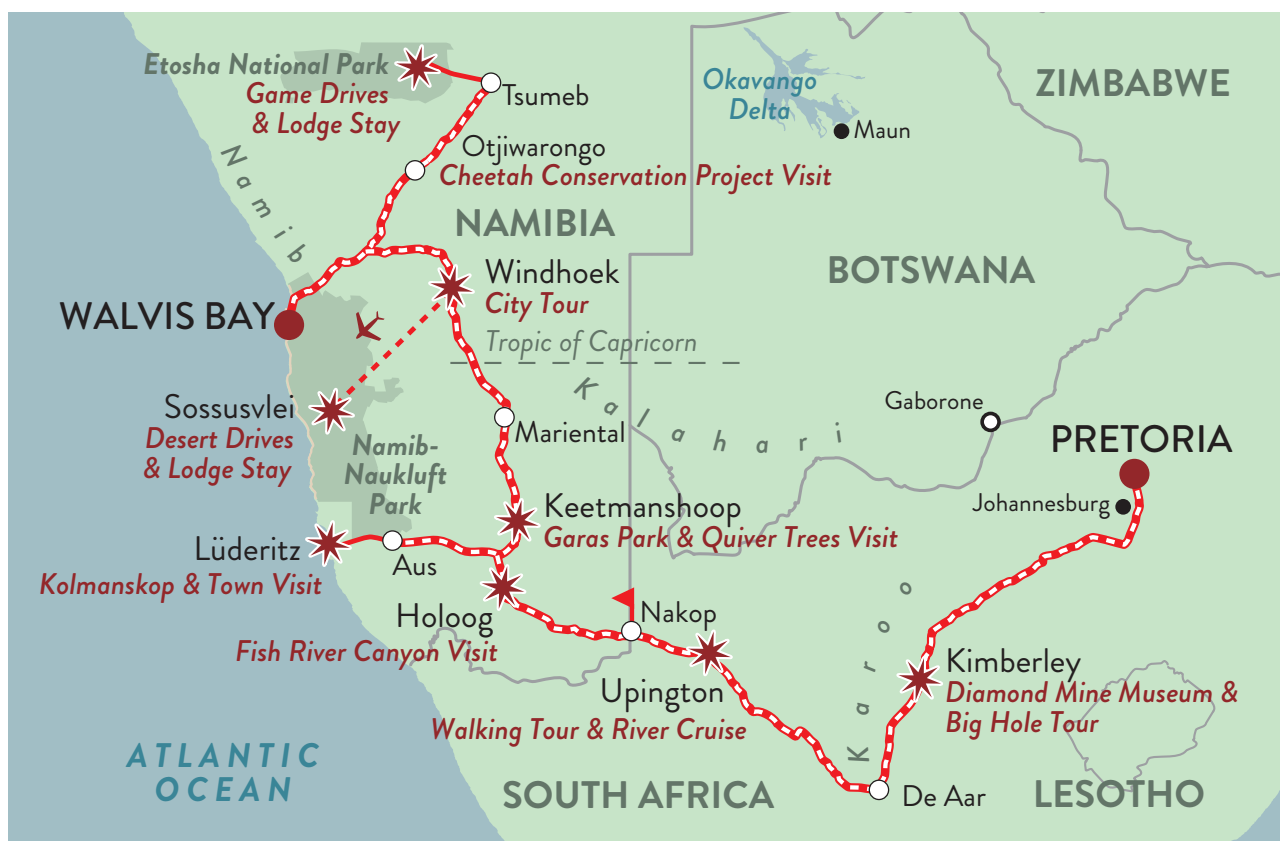 Etosha National Park
Game Drives
& Lodge Stay
Tsumeb
Okavango
Delta
Maun
ZIMBABWE
Otjiwarongo
Cheetah Conservation Project Visit
Namib
NAMIBIA
BOTSWANA
Windhoek
City Tour
WALVIS BAY
Tropic of Capricorn
Kalahari
Sossusvlei
Desert Drives
& Lodge Stay
Namib-
Naukluft
Park
Mariental
Gaborone
PRETORIA
Johannesburg
Keetmanshoop
Garas Park & Quiver Trees Visit
Lüderitz
Kolmanskop & Town Visit
Aus
Holoog
Fish River Canyon Visit
Nakop
Upington
Walking Tour & River Cruise
Karoo
Kimberley
Diamond Mine Museum &
Big Hole Tour
ATLANTIC
OCEAN
SOUTH AFRICA
De Aar
LESOTHO